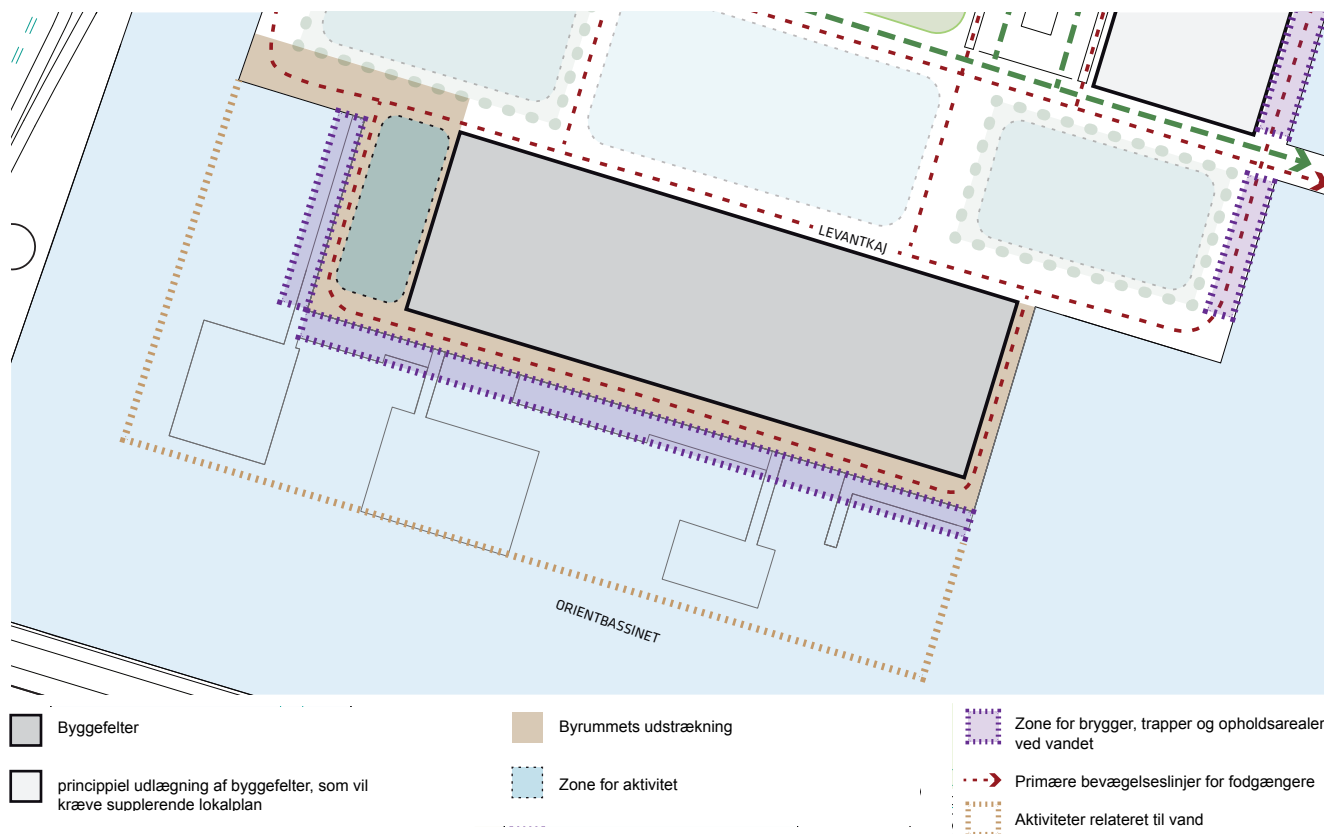 LEVANTKAJ
ORIENTBASSINET
Byggefelter
princippiel udlægning af byggefelter, som vil
kræve supplerende lokalplan
Byrummets udstrækning
Zone for aktivitet
Zone for brygger, trapper og opholdsarealer
ved vandet
Primære bevægelseslinjer for fodgængere
Aktiviteter relateret til vand